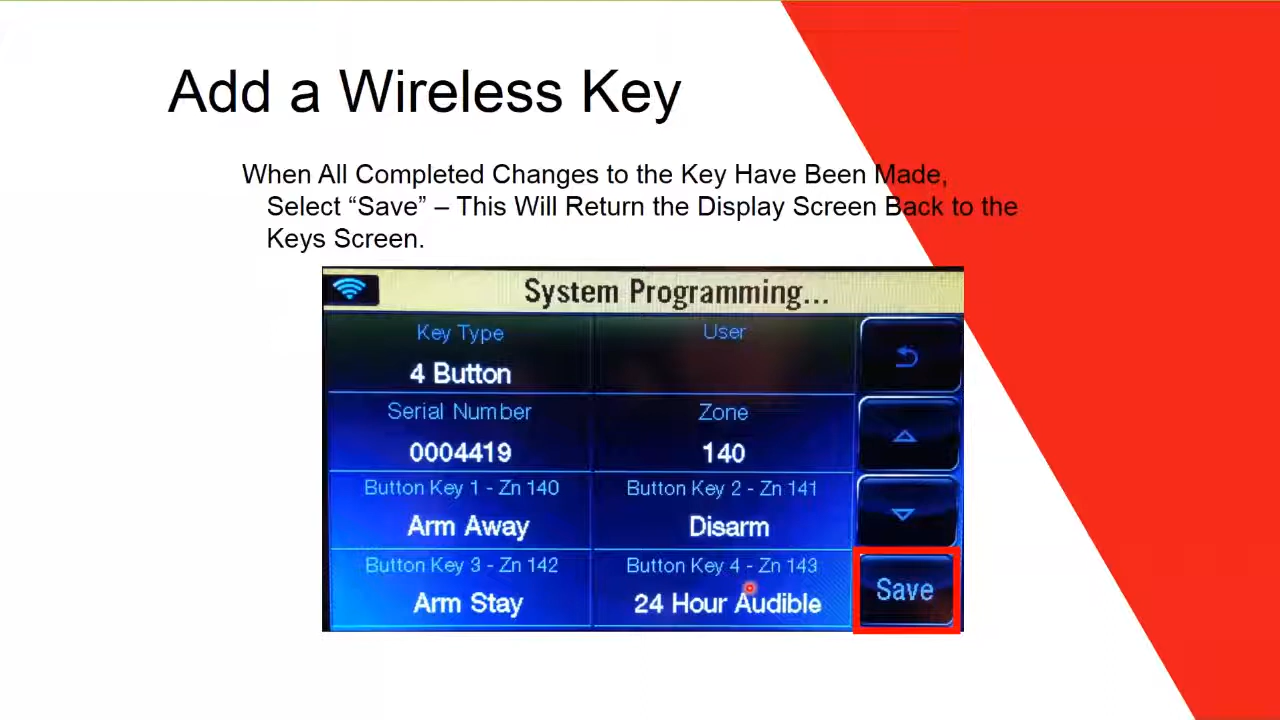 Add a Wireless Key
When All Completed Changes to the Key Have Been Made,
Select “Save” – This Will Return the Display Screen Back to the
Keys Screen.
System Programming...
Key Type
4 Button
User
Serial Number
0004419
Zone
140
Button Key 1 - Zn 140
Arm Away
Button Key 2 - Zn 141
Disarm
Button Key 3 - Zn 142
Arm Stay
Button Key 4 - Zn 143
24 Hour Audible
Save